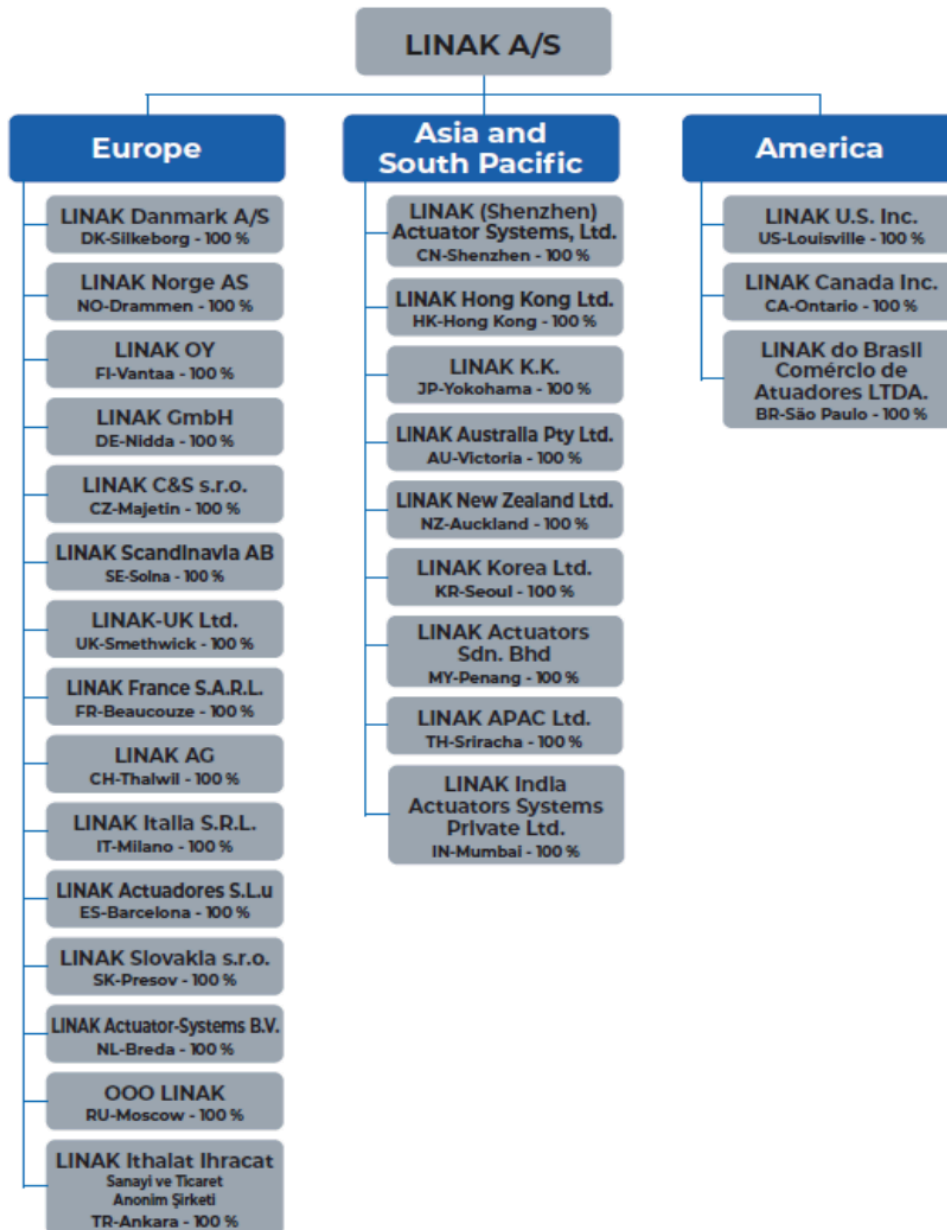 LINAK A/S
Europe
LINAK Danmark A/S
DK-Silkeborg - 100 %
LINAK Norge AS
NO-Drammen - 100 %
LINAK OY
FI-Vantaa - 100 %
LINAK GmbH
DE-Nidda - 100 %
LINAK C&S s.r.o.
CZ-Majetin - 100 %
LINAK Scandinavia AB
SE-Solna - 100 %
LINAK-UK Ltd.
UK-Smethwick - 100 %
LINAK France S.A.R.L.
FR-Beaucouze - 100 %
LINAK AG
CH-Thalwil - 100 %
LINAK Italia S.R.L.
IT-Milano - 100 %
LINAK Actuadores S.L.u
ES-Barcelona - 100 %
LINAK Slovakia s.r.o.
SK-Presov - 100 %
LINAK Actuator-Systems B.V.
NL-Breda - 100 %
OOO LINAK
RU-Moscow - 100 %
LINAK Ithalat Ihracat
Sanayi ve Ticaret
Anonim Şirketi
TR-Ankara - 100 %
Asia and
South Pacific
LINAK (Shenzhen)
Actuator Systems, Ltd.
CN-Shenzhen - 100 %
LINAK Hong Kong Ltd.
HK-Hong Kong - 100 %
LINAK K.K.
JP-Yokohama - 100 %
LINAK Australia Pty Ltd.
AU-Victoria - 100 %
LINAK New Zealand Ltd.
NZ-Auckland - 100 %
LINAK Korea Ltd.
KR-Seoul - 100 %
LINAK Actuators
Sdn. Bhd
MY-Penang - 100 %
LINAK APAC Ltd.
TH-Sriracha - 100 %
LINAK India
Actuators Systems
Private Ltd.
IN-Mumbai - 100 %
America
LINAK U.S. Inc.
US-Louisville - 100 %
LINAK Canada Inc.
CA-Ontario - 100 %
LINAK do Brasil
Comércio de
Atuadores LTDA.
BR-São Paulo - 100 %